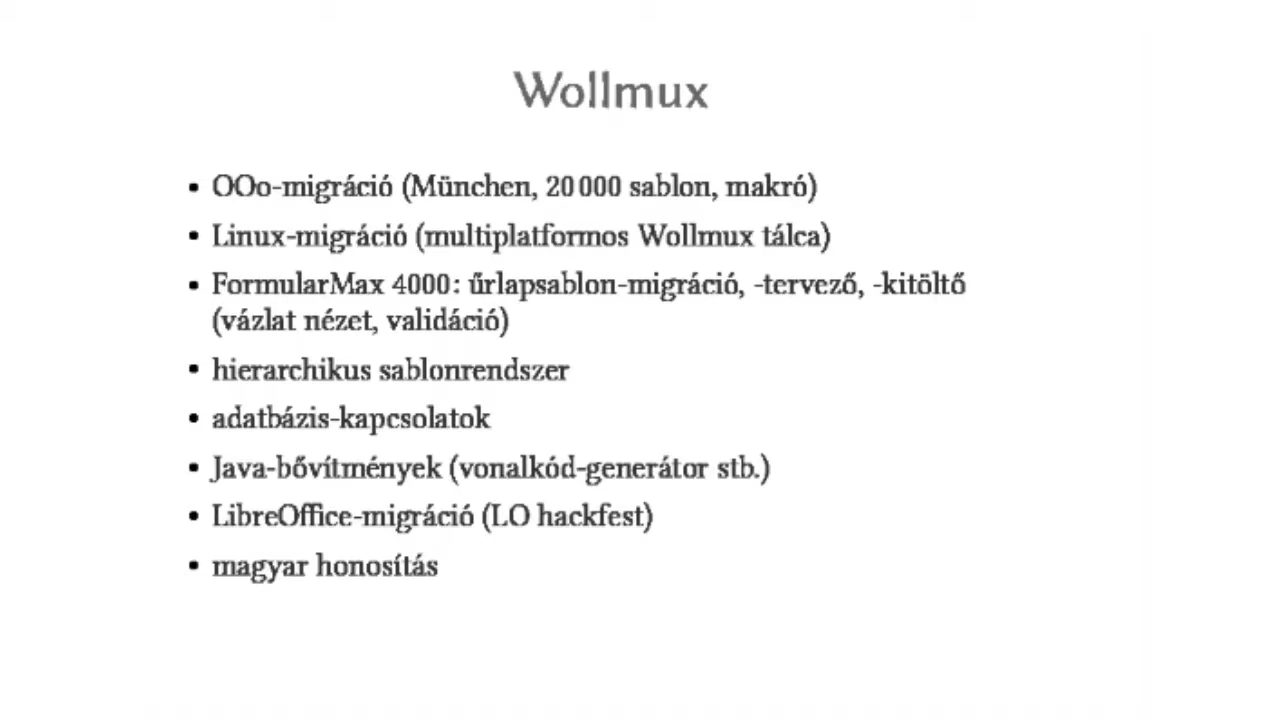 Wollmux
• OOo-migráció (München, 20 000 sablon, makró)
• Linux-migráció (multiplatformos Wollmux tálca)
• FormularMax 4000: űrlapsablon-migráció, -tervező, -kitöltő
(vázlat nézet, validáció)
• hierarchikus sablonrendszer
• adatbázis-kapcsolatok
• Java-bővítmények (vonalkód-generátor stb.)
• LibreOffice-migráció (LO hackfest)
• magyar honosítás